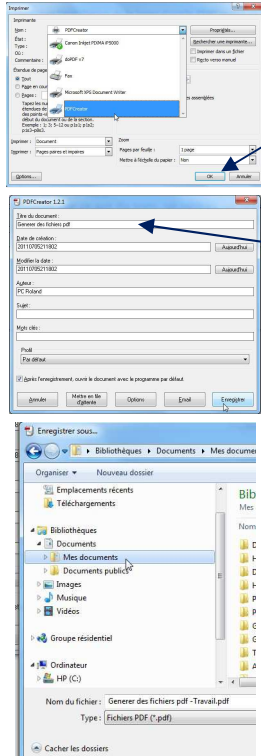 Imprimer
Imprimante
Nom : PDFCreator
Propriétés...
État :
Type :
Où :
Commentaire :
Canon Inkjet PIXMA iP5000
doPDF v7
Fax
Microsoft XPS Document Writer
PDFCreator
Rechercher une imprimante...
Imprimer dans un fichier
Recto verso manuel
Étendue de page
Tout
Page en cour
Pages :
Tapez les nu
étendues de
des points-vi
début du document ou de la section.
Exemple : 1; 3; 5–12 ou p1s1; p1s2;
p1s3–p8s3.
es assemblées
Imprimer : Document
Imprimer : Pages paires et impaires
Zoom
Pages par feuille : 1 page
Mettre à l'échelle du papier : Non
Options...
OK
Annuler
PDFCreator 1.2.1
Titre du document :
Generer des fichiers pdf
Date de création :
20110705211802
Aujourd'hui
Modifier la date :
20110705211802
Aujourd'hui
Auteur :
PC Roland
Sujet :
Mots clés :
Profil
Par défaut
Après l'enregistrement, ouvrir le document avec le programme par défaut
Annuler
Mettre en file
d'attente
Options
Email
Enregistrer
Enregistrer sous...
Bibliothèques
Documents
Mes documen
Organiser
Nouveau dossier
Emplacements récents
Téléchargements
Bibliothèques
Documents
Mes documents
Documents publics
Images
Musique
Vidéos
Groupe résidentiel
Ordinateur
HP (C:)
Bib
Mes
Nom
D
H
D
H
P
P
G
G
T
A
Nom du fichier : Generer des fichiers pdf -Travail.pdf
Type : Fichiers PDF (*.pdf)
Cacher les dossiers